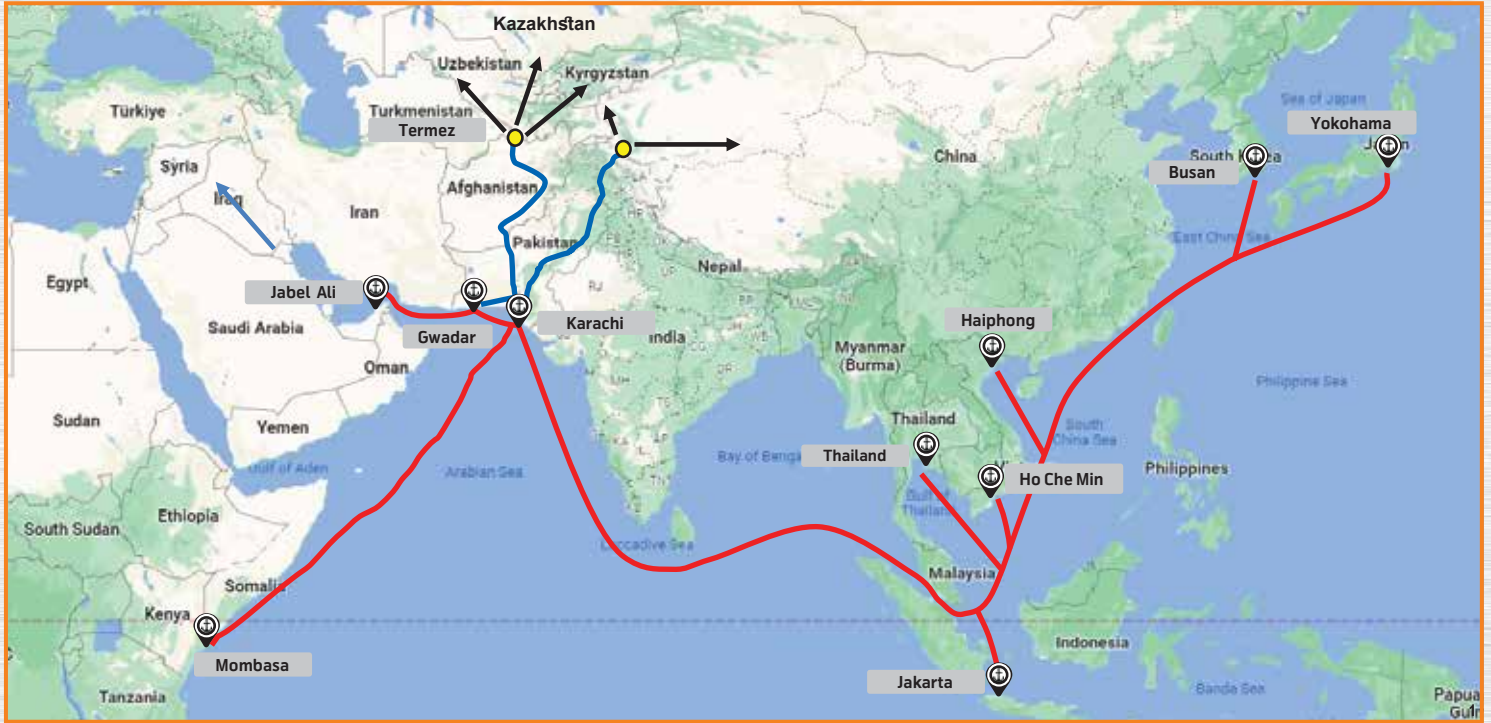 Kazakhstan
Uzbekistan
Kyrgyzstan
Türkiye
Turkmenistan
Termez
Sea of Japan
Yokohama
Syria
Iraq
Iran
Afghanistan
China
South Korea
Japan
Busan
Pakistan
East China Sea
Egypt
Nepal
Jabel Ali
Gwadar
Karachi
Saudi Arabia
India
Haiphong
Myanmar
(Burma)
Oman
Philippine Sea
Sudan
Yemen
Thailand
South
China Sea
Thailand
Bay of Bengal
Gulf of Aden
Arabian Sea
Ho Che Min
Philippines
Gulf of
Thailand
South Sudan
Ethiopia
Laccadive Sea
Malaysia
Somalia
Kenya
Indonesia
Mombasa
Jakarta
Banda Sea
Tanzania
Papua